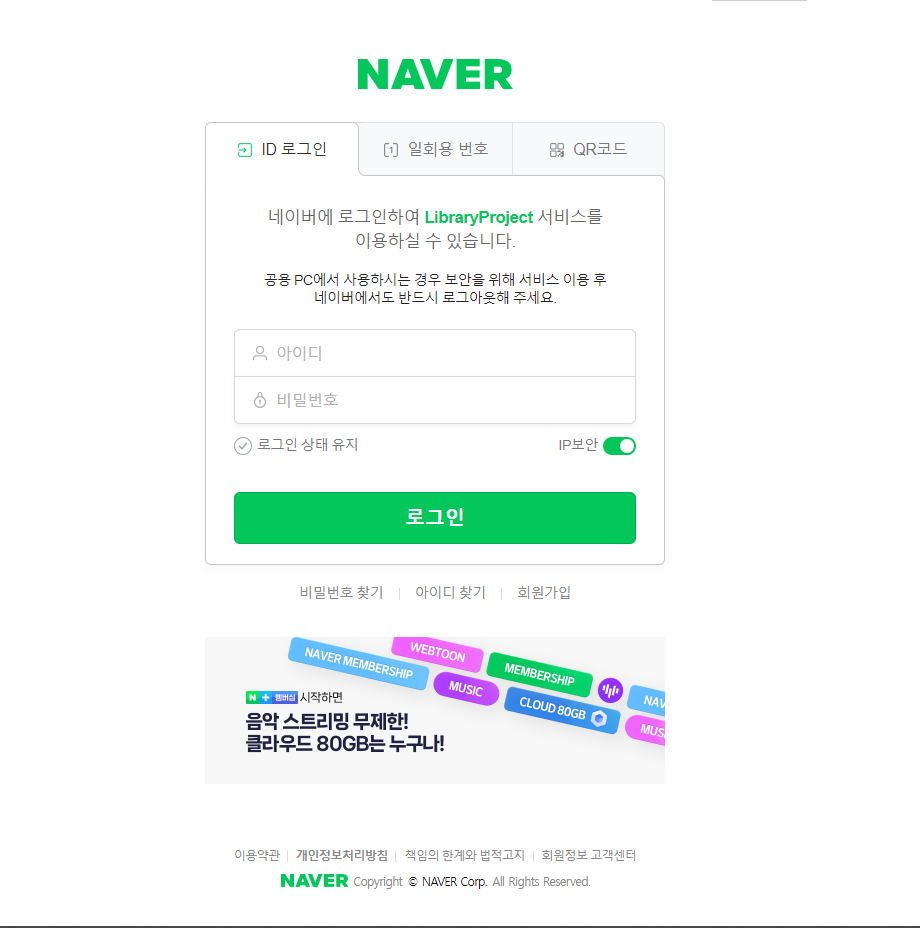 NAVER
ID 로그인
일회용 번호
QR코드
네이버에 로그인하여 LibraryProject 서비스를
이용하실 수 있습니다.
공용 PC에서 사용하시는 경우 보안을 위해 서비스 이용 후
네이버에서도 반드시 로그아웃해 주세요.
아이디
비밀번호
로그인 상태 유지
IP보안
로그인
비밀번호 찾기
아이디 찾기
회원가입
WEBTOON
NAVER MEMBERSHIP
MEMBERSHIP
MUSIC
NAV
CLOUD 80GB
MUS
N + 멤버십 시작하면
음악 스트리밍 무제한!
클라우드 80GB는 누구나!
이용약관
개인정보처리방침
책임의 한계와 법적고지
회원정보 고객센터
NAVER Copyright © NAVER Corp. All Rights Reserved.